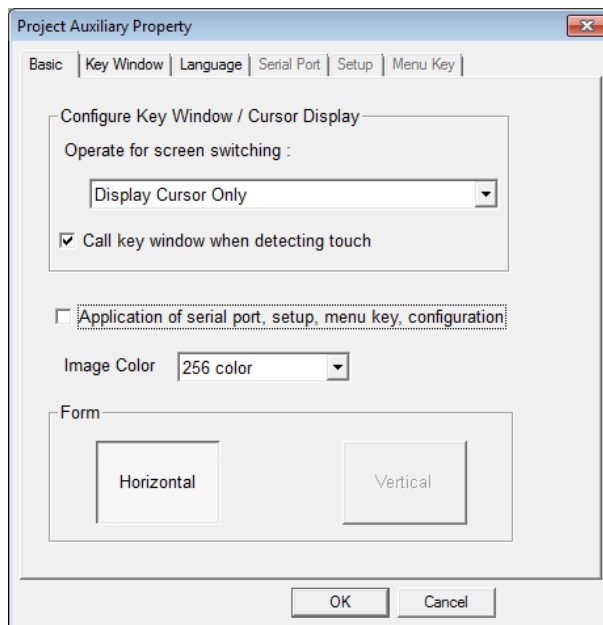 Project Auxiliary Property
Basic Key Window Language Serial Port Setup Menu Key
Configure Key Window / Cursor Display
Operate for screen switching :
Display Cursor Only
Call key window when detecting touch
Application of serial port, setup, menu key, configuration
Image Color 256 color
Form
Horizontal Vertical
OK Cancel